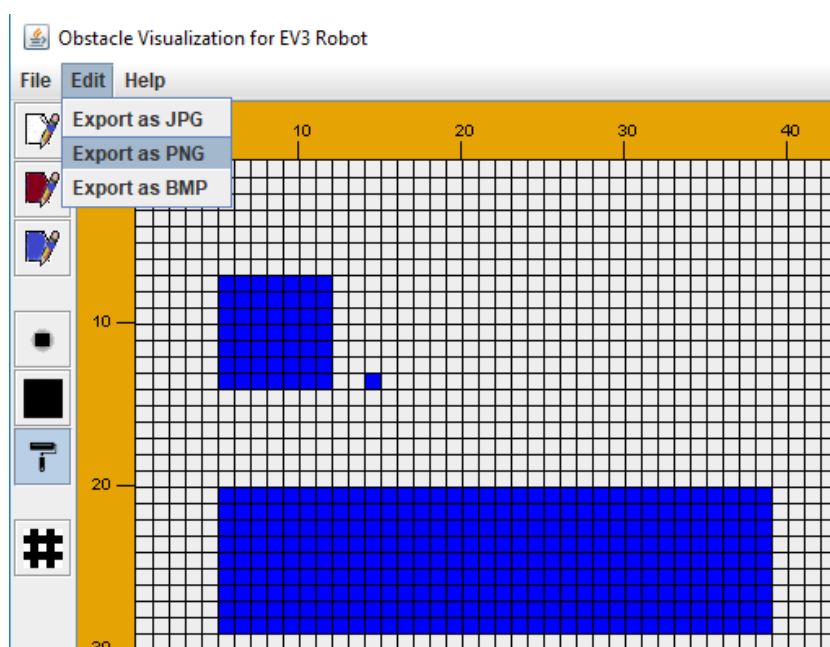 Obstacle Visualization for EV3 Robot
File Edit Help
Export as JPG
Export as PNG
Export as BMP
10 20 30 40
10
20
30